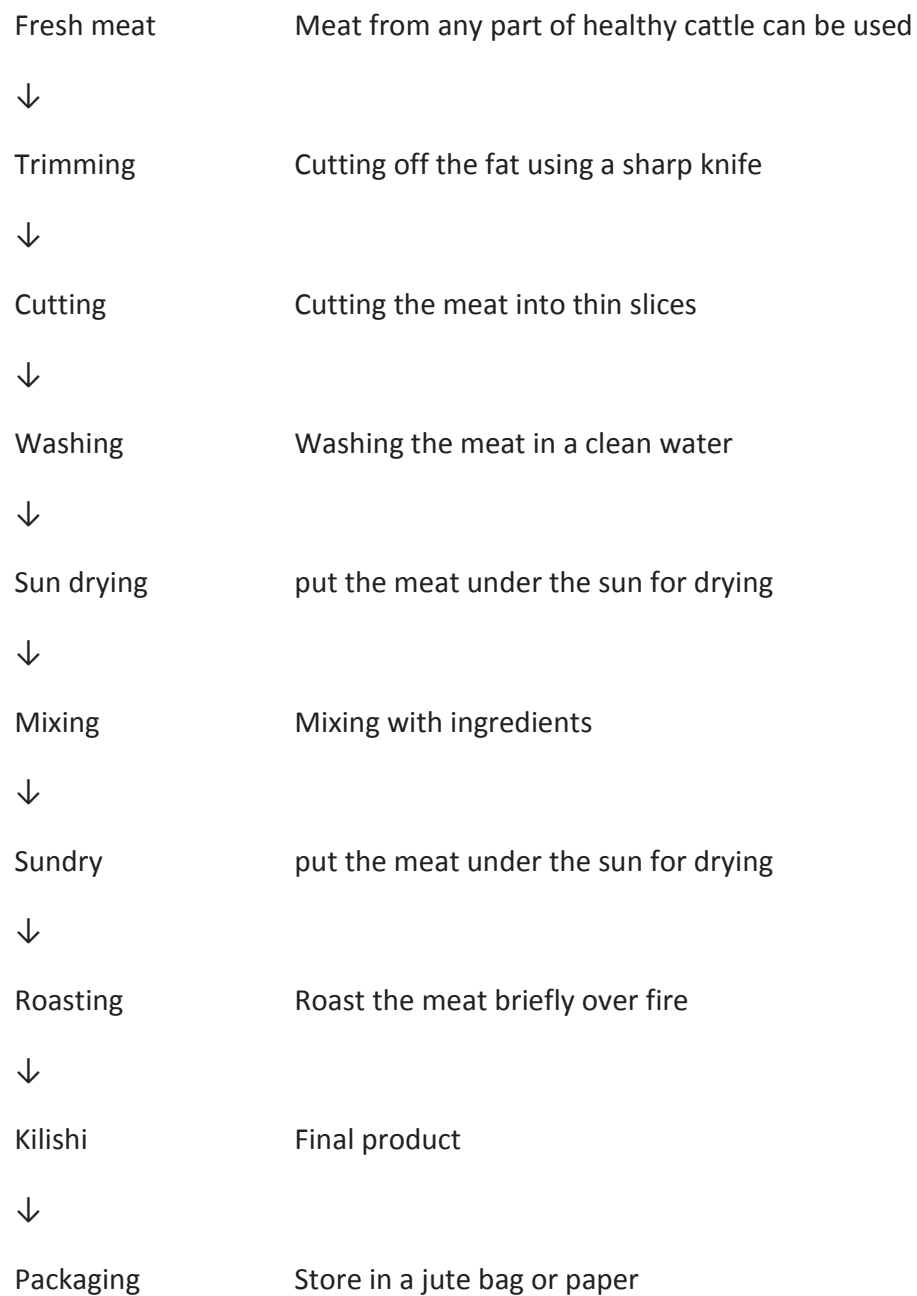 Fresh meat Meat from any part of healthy cattle can be used
↓
Trimming Cutting off the fat using a sharp knife
↓
Cutting Cutting the meat into thin slices
↓
Washing Washing the meat in a clean water
↓
Sun drying put the meat under the sun for drying
↓
Mixing Mixing with ingredients
↓
Sundry put the meat under the sun for drying
↓
Roasting Roast the meat briefly over fire
↓
Kilishi Final product
↓
Packaging Store in a jute bag or paper